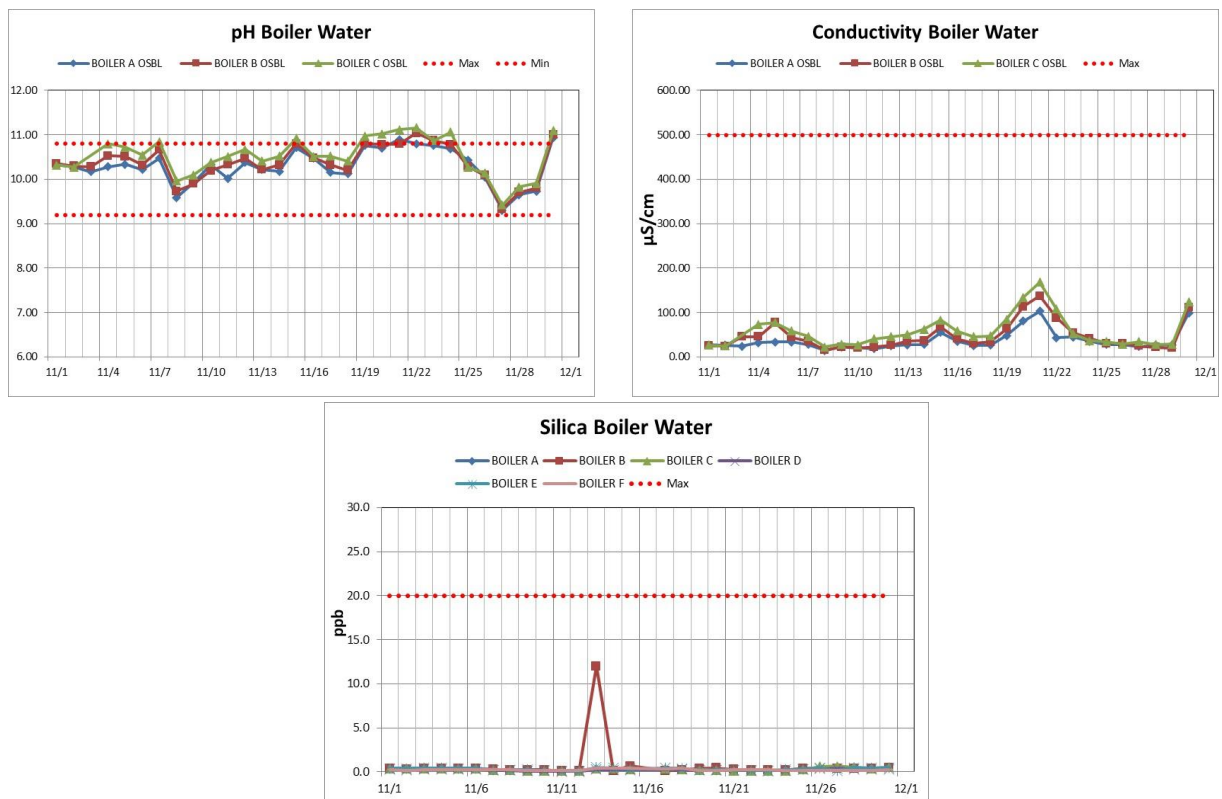 pH Boiler Water
BOILER A OSBL BOILER B OSBL BOILER C OSBL Max Min
12.00
11.00
10.00
9.00
8.00
7.00
6.00
11/1 11/4 11/7 11/10 11/13 11/16 11/19 11/22 11/25 11/28 12/1
Conductivity Boiler Water
BOILER A OSBL BOILER B OSBL BOILER C OSBL Max
600.00
500.00
400.00
300.00
µS/cm
200.00
100.00
0.00
11/1 11/4 11/7 11/10 11/13 11/16 11/19 11/22 11/25 11/28 12/1
Silica Boiler Water
BOILER A BOILER B BOILER C BOILER D
BOILER E BOILER F Max
30.0
25.0
20.0
ppb
15.0
10.0
5.0
0.0
11/1 11/6 11/11 11/16 11/21 11/26 12/1